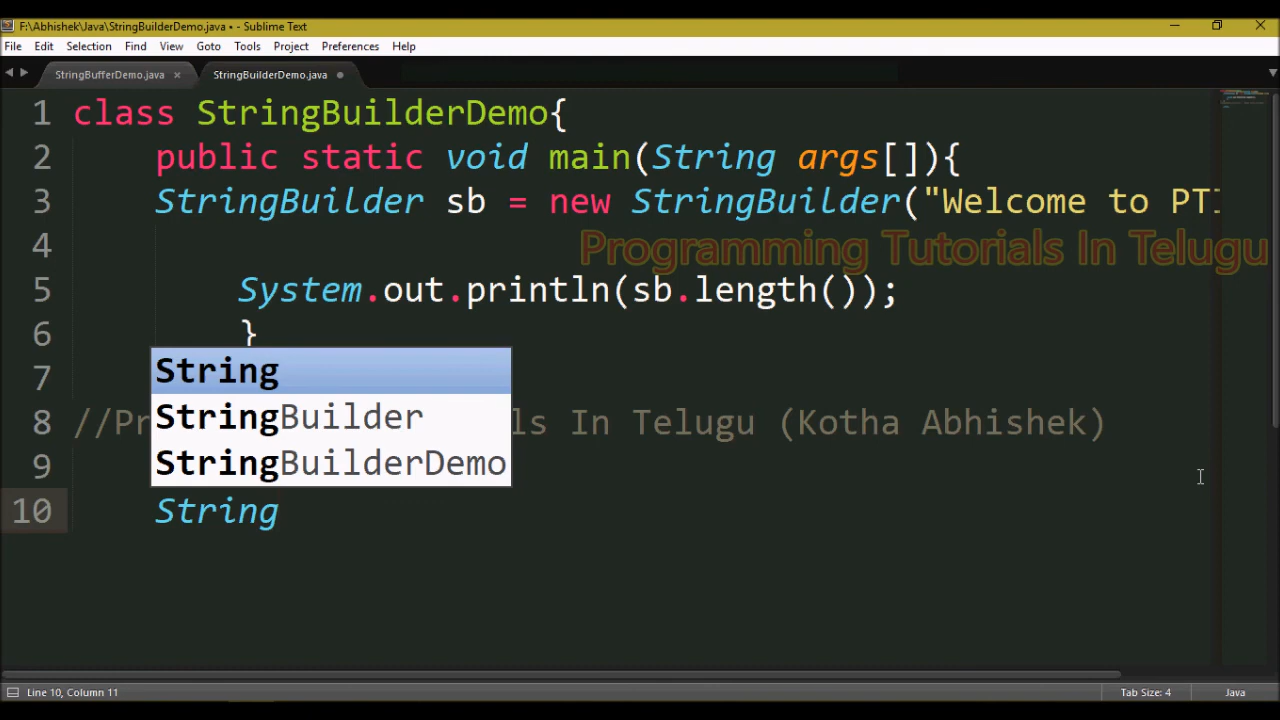 F:\Abhishek\Java\StringBuilderDemo.java • - Sublime Text
File Edit Selection Find View Goto Tools Project Preferences Help
StringBufferDemo.java × StringBuilderDemo.java
1 class StringBuilderDemo{
2 public static void main(String args[]){
3 StringBuilder sb = new StringBuilder("Welcome to PTI
4
Programming Tutorials In Telugu
5 System.out.println(sb.length());
6 }
7
String
8 //Pr ls In Telugu (Kotha Abhishek)
StringBuilder
9
StringBuilderDemo
10 String
Line 10, Column 11 Tab Size: 4 Java